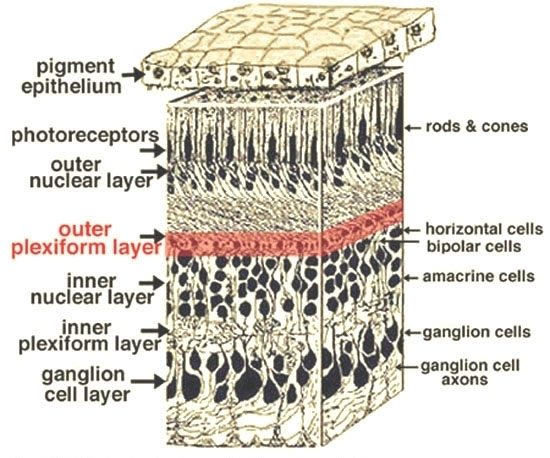 pigment
epithelium
photoreceptors
outer
nuclear layer
outer
plexiform layer
inner
nuclear layer
inner
plexiform layer
ganglion
cell layer
rods & cones
horizontal cells
bipolar cells
amacrine cells
ganglion cells
ganglion cell
axons